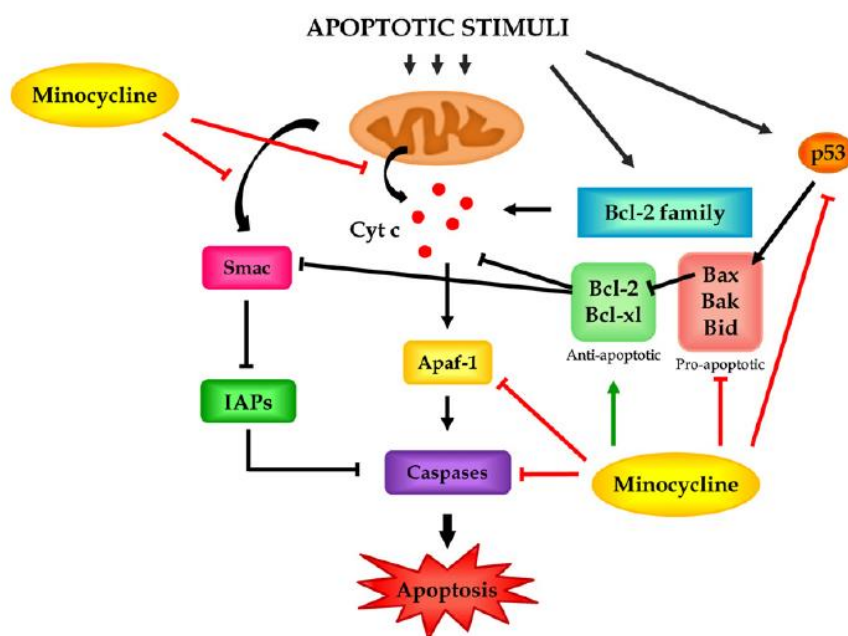 APOPTOTIC STIMULI
Minocycline
p53
Bcl-2 family
Cyt c
Smac
Bcl-2
Bcl-xl
Bax
Bak
Bid
Anti-apoptotic
Pro-apoptotic
Apaf-1
IAPs
Caspases
Minocycline
Apoptosis